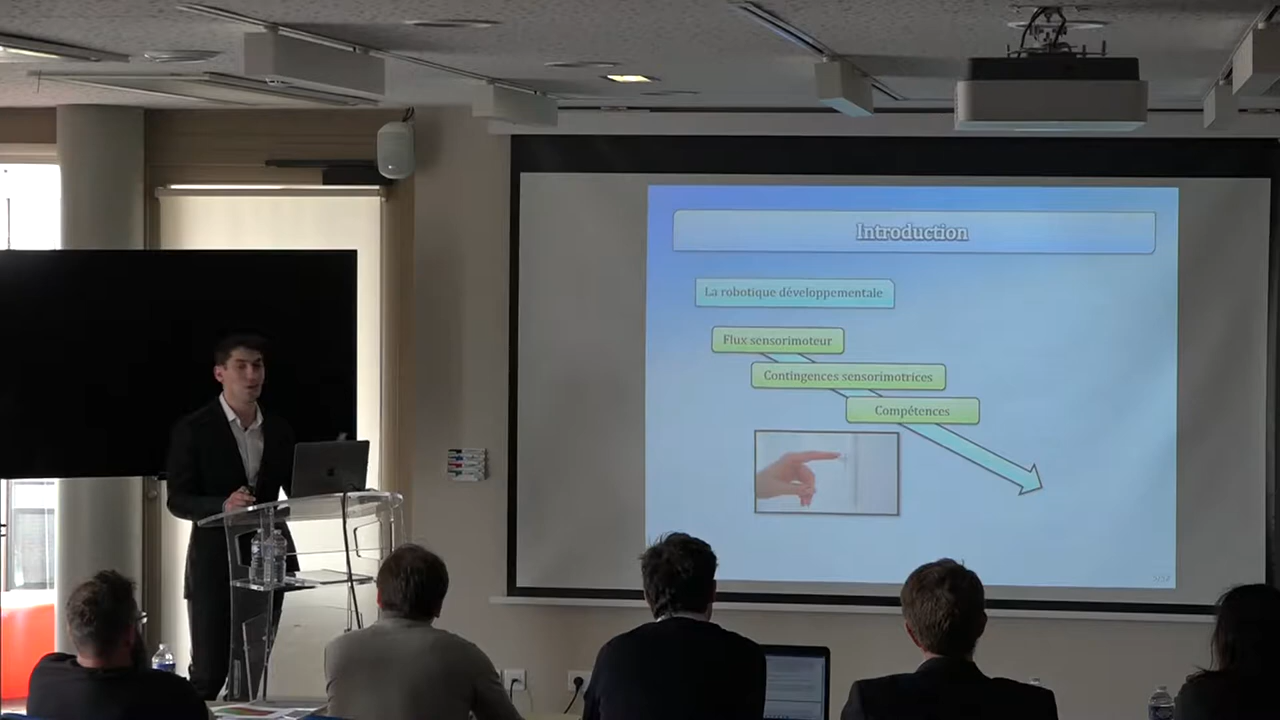 Introduction
La robotique développementale
Flux sensorimoteur
Contingences sensorimotrices
Compétences